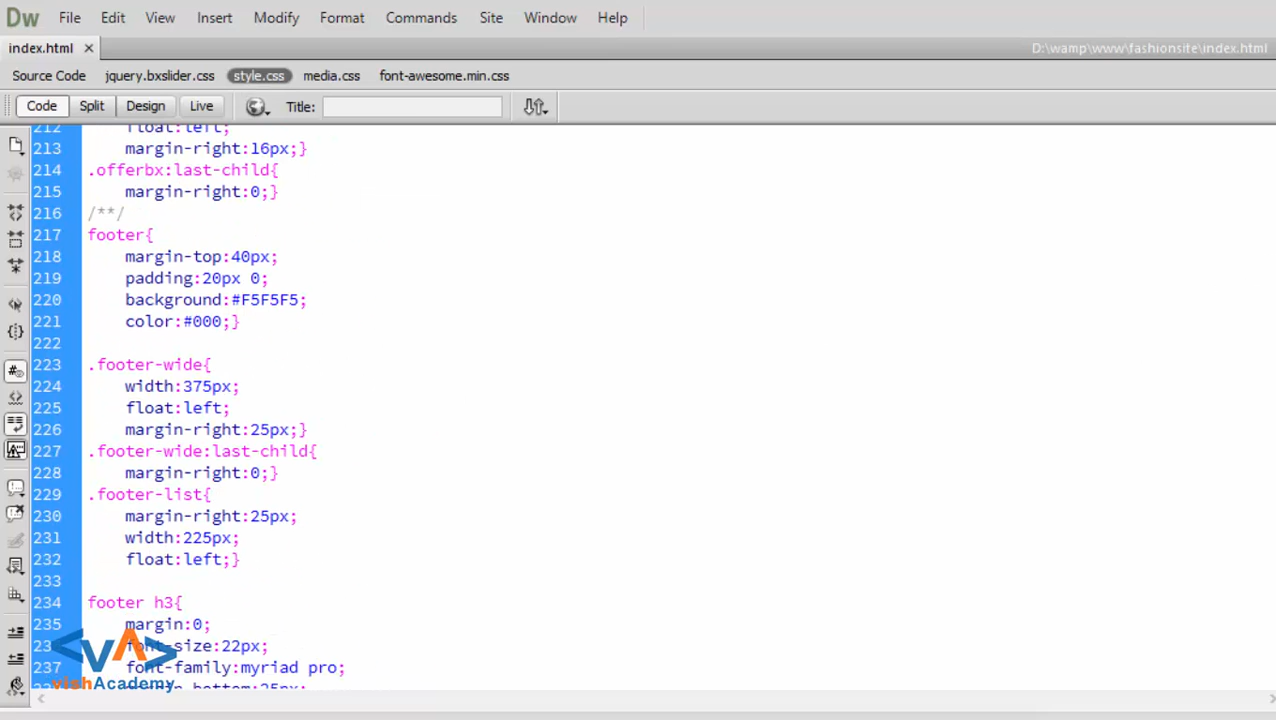 Dw File Edit View Insert Modify Format Commands Site Window Help
index.html D:\wamp\www\fashionsite\index.html
Source Code jquery.bxslider.css style.css media.css font-awesome.min.css
Code Split Design Live Title:
212 float:left;
213 margin-right:16px;}
214 .offerbx:last-child{
215 margin-right:0;}
216 /**/
217 footer{
218 margin-top:40px;
219 padding:20px 0;
220 background:#F5F5F5;
221 color:#000;}
222
223 .footer-wide{
224 width:375px;
225 float:left;
226 margin-right:25px;}
227 .footer-wide:last-child{
228 margin-right:0;}
229 .footer-list{
230 margin-right:25px;
231 width:225px;
232 float:left;}
233
234 footer h3{
235 margin:0;
font-size:22px;
237 font-family:myriad pro;
margin-bottom:25px;
VA
vishAcademy